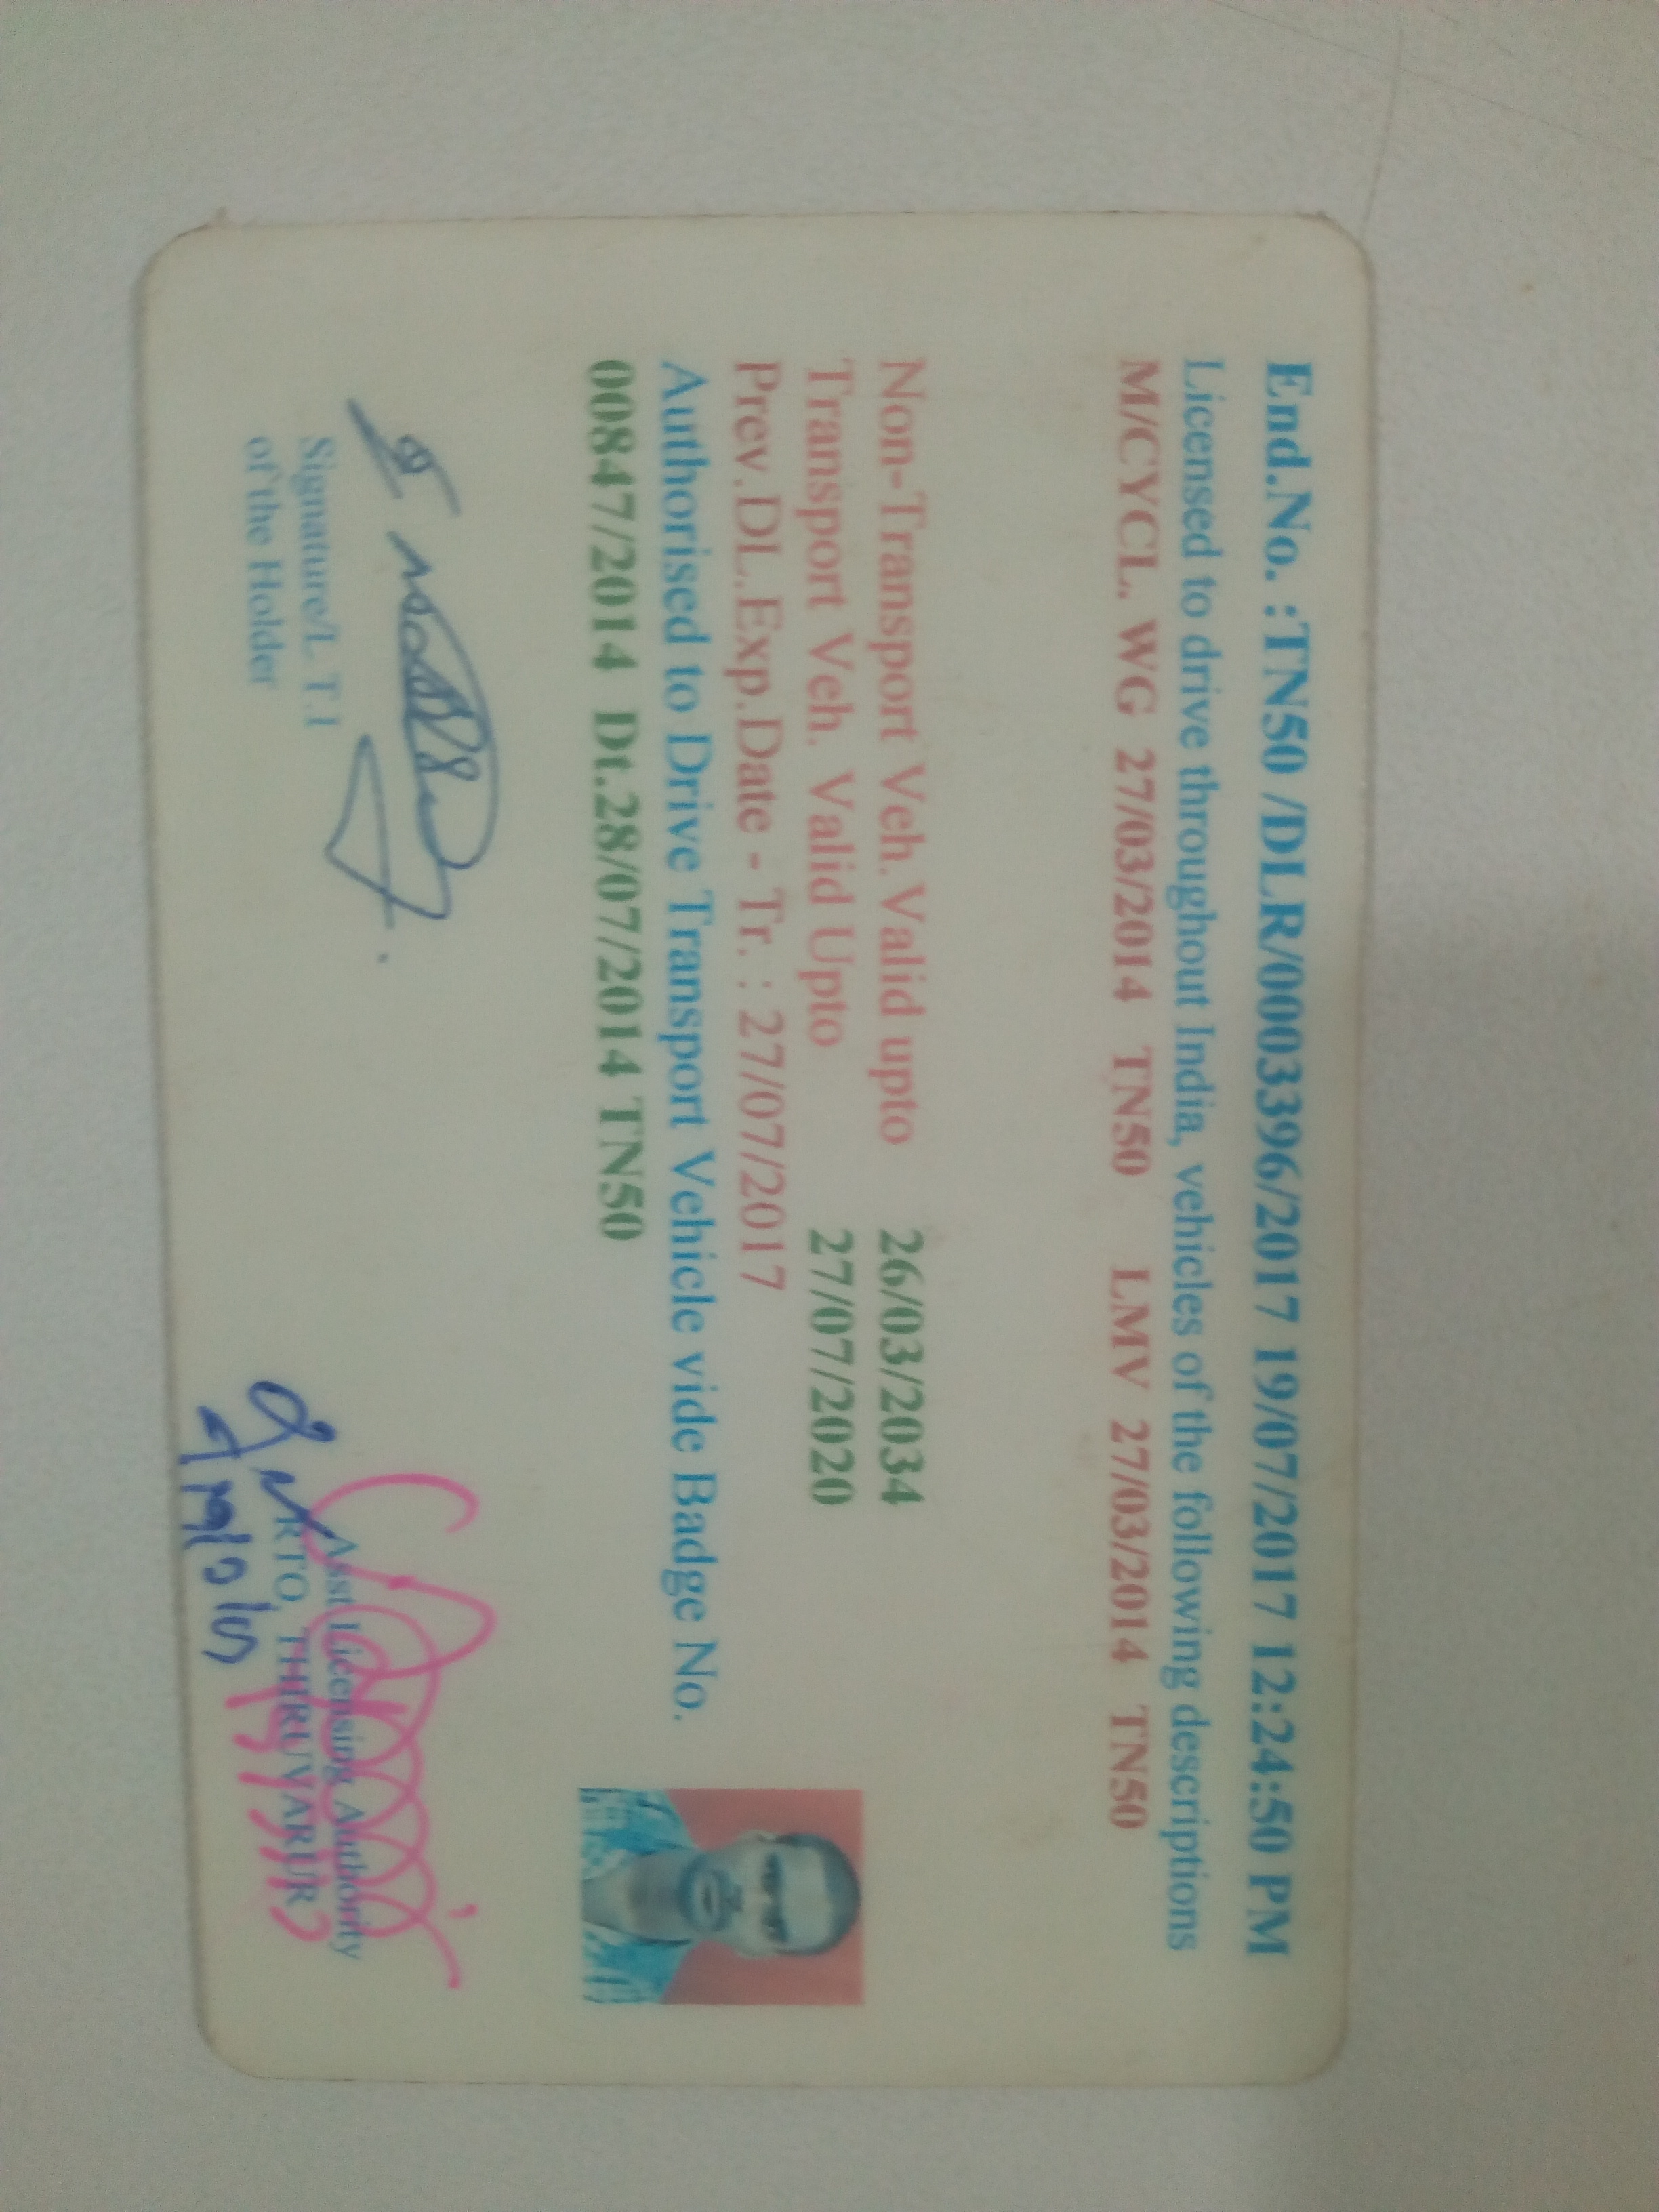 End.No. :TN50 /DLR/0003396/2017 19/07/2017 12:24:50 PM
Licensed to drive throughout India, vehicles of the following descriptions
M/CYCL. WG 27/03/2014 TN50 LMV 27/03/2014 TN50
Non-Transport Veh.Valid upto 26/03/2034
Transport Veh. Valid Upto 27/07/2020
Prev.DL.Exp.Date - Tr. : 27/07/2017
Authorised to Drive Transport Vehicle vide Badge No.
00847/2014 Dt.28/07/2014 TN50
Signature/L T.I
of the Holder
Asst Licensing Authority
RTO, THIRUVARUR